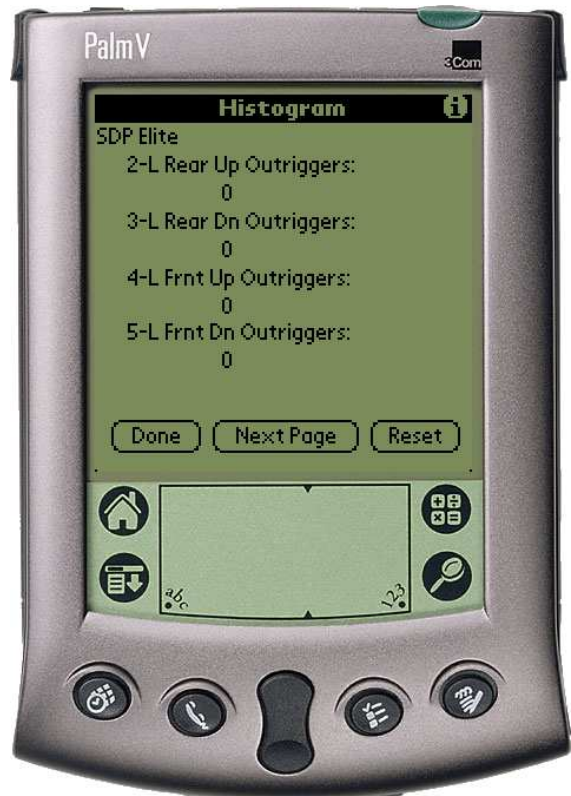 PalmV
3Com
Histogram
SDP Elite
2-L Rear Up Outriggers:
0
3-L Rear Dn Outriggers:
0
4-L Frnt Up Outriggers:
0
5-L Frnt Dn Outriggers:
0
Done Next Page Reset
abc 123